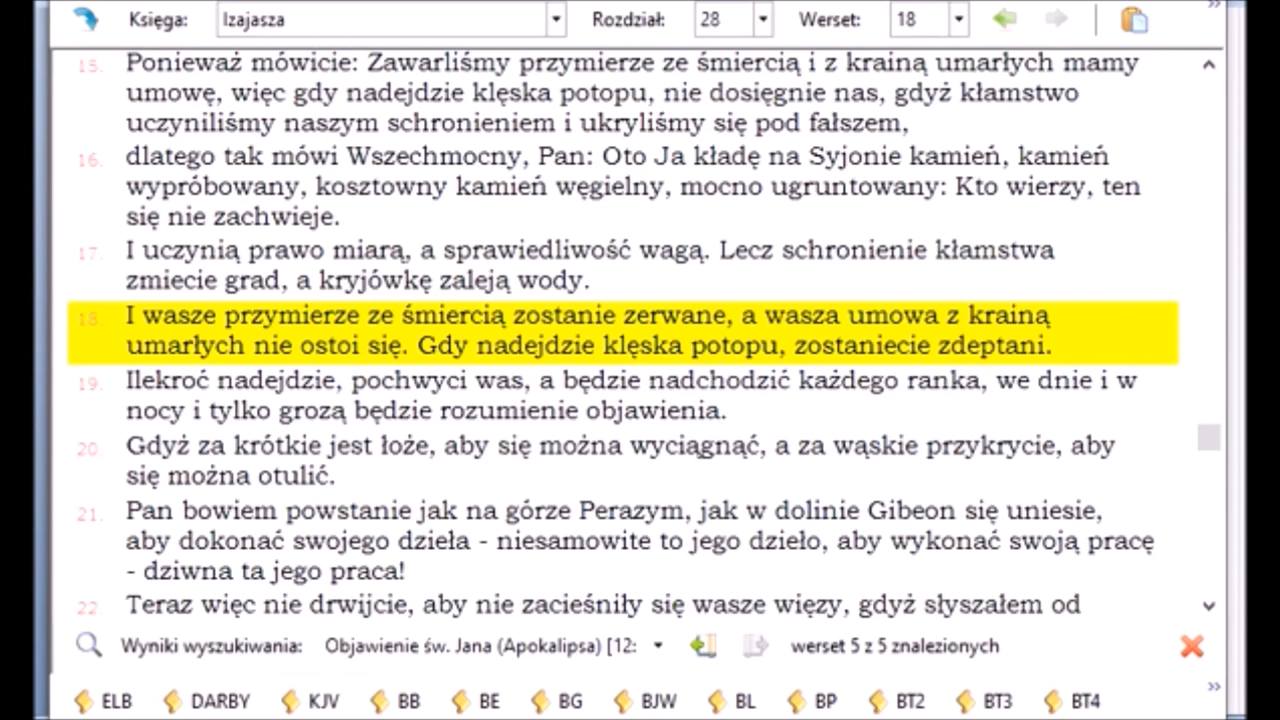 Księga: Izajasza Rozdział: 28 Werset: 18
15. Ponieważ mówicie: Zawarliśmy przymierze ze śmiercią i z krainą umarłych mamy
umowę, więc gdy nadejdzie klęska potopu, nie dosięgnie nas, gdyż kłamstwo
uczyniliśmy naszym schronieniem i ukryliśmy się pod fałszem,
16. dlatego tak mówi Wszechmocny, Pan: Oto Ja kładę na Syjonie kamień, kamień
wypróbowany, kosztowny kamień węgielny, mocno ugruntowany: Kto wierzy, ten
się nie zachwieje.
17. I uczynią prawo miarą, a sprawiedliwość wagą. Lecz schronienie kłamstwa
zmiecie grad, a kryjówkę zaleją wody.
18. I wasze przymierze ze śmiercią zostanie zerwane, a wasza umowa z krainą
umarłych nie ostoi się. Gdy nadejdzie klęska potopu, zostaniecie zdeptani.
19. Ilekroć nadejdzie, pochwyci was, a będzie nadchodzić każdego ranka, we dnie i w
nocy i tylko grozą będzie rozumienie objawienia.
20. Gdyż za krótkie jest łoże, aby się można wyciągnąć, a za wąskie przykrycie, aby
się można otulić.
21. Pan bowiem powstanie jak na górze Perazym, jak w dolinie Gibeon się uniesie,
aby dokonać swojego dzieła - niesamowite to jego dzieło, aby wykonać swoją pracę
- dziwna ta jego praca!
22. Teraz więc nie drwijcie, aby nie zacieśniły się wasze więzy, gdyż słyszałem od
Wyniki wyszukiwania: Objawienie św. Jana (Apokalipsa) [12: werset 5 z 5 znalezionych
ELB DARBY KJV BB BE BG BJW BL BP BT2 BT3 BT4